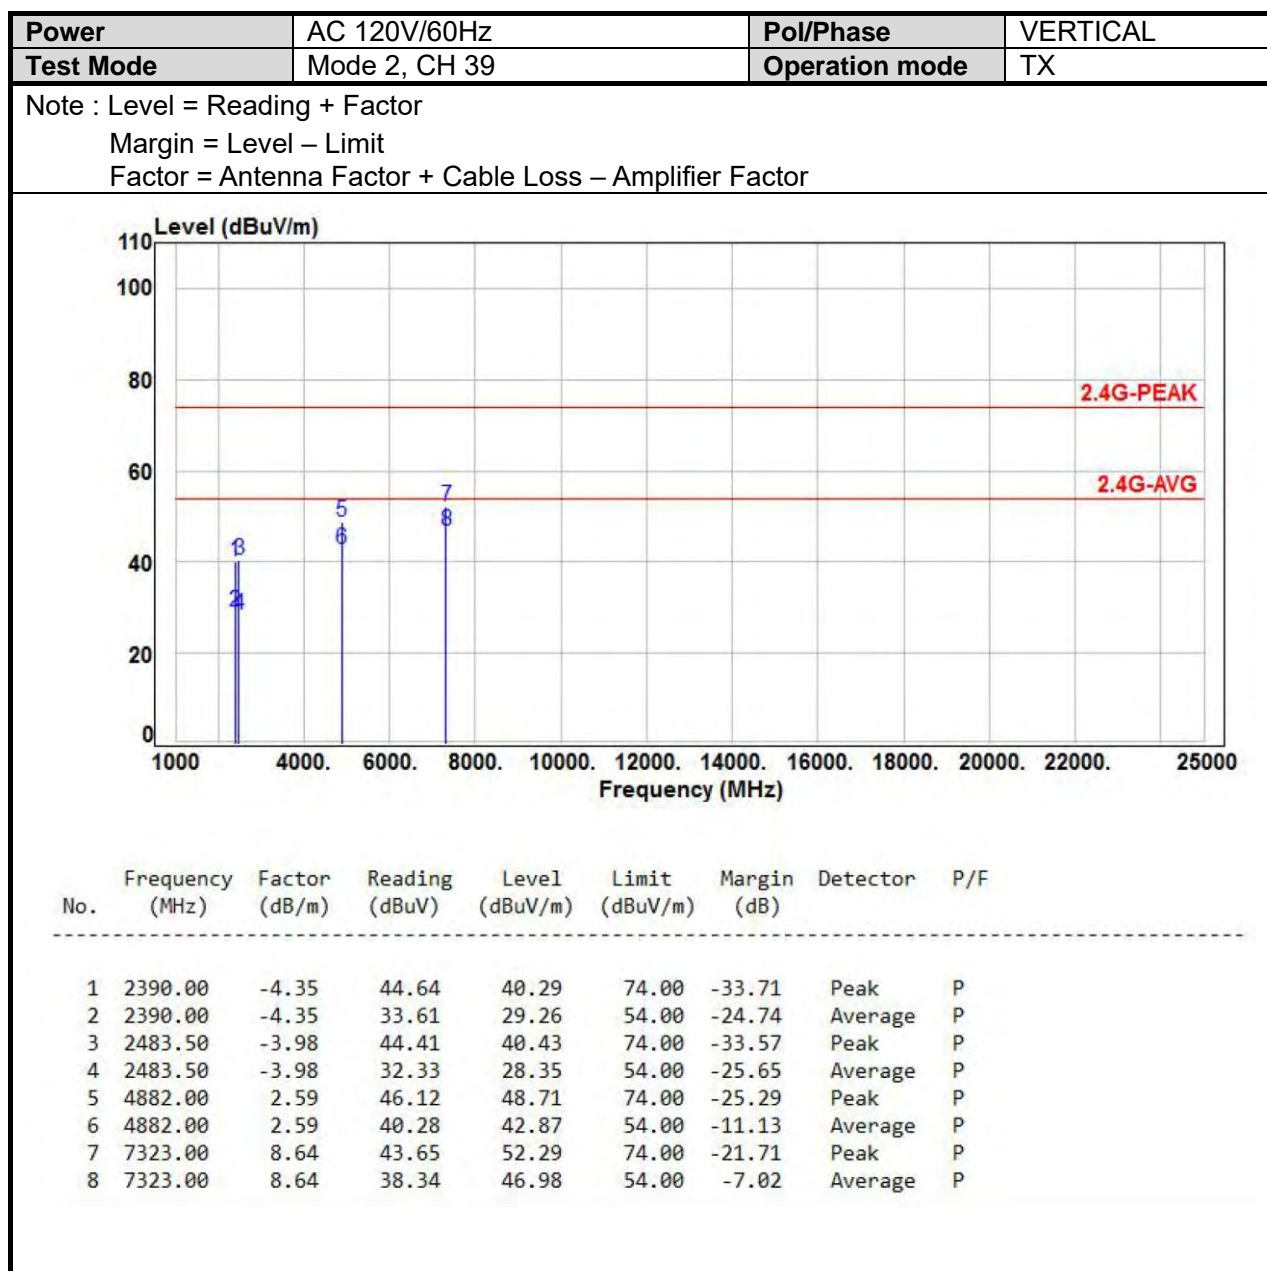 Power AC 120V/60Hz Pol/Phase VERTICAL
Test Mode Mode 2, CH 39 Operation mode TX
Note : Level = Reading + Factor
Margin = Level – Limit
Factor = Antenna Factor + Cable Loss – Amplifier Factor
Level (dBuV/m)
110
100
80
2.4G-PEAK
60
2.4G-AVG
7
5
8
6
1 3
40
2 4
20
0
1000 4000. 6000. 8000. 10000. 12000. 14000. 16000. 18000. 20000. 22000. 25000
Frequency (MHz)
Frequency Factor Reading Level Limit Margin Detector P/F
No. (MHz) (dB/m) (dBuV) (dBuV/m) (dBuV/m) (dB)
1 2390.00 -4.35 44.64 40.29 74.00 -33.71 Peak P
2 2390.00 -4.35 33.61 29.26 54.00 -24.74 Average P
3 2483.50 -3.98 44.41 40.43 74.00 -33.57 Peak P
4 2483.50 -3.98 32.33 28.35 54.00 -25.65 Average P
5 4882.00 2.59 46.12 48.71 74.00 -25.29 Peak P
6 4882.00 2.59 40.28 42.87 54.00 -11.13 Average P
7 7323.00 8.64 43.65 52.29 74.00 -21.71 Peak P
8 7323.00 8.64 38.34 46.98 54.00 -7.02 Average P